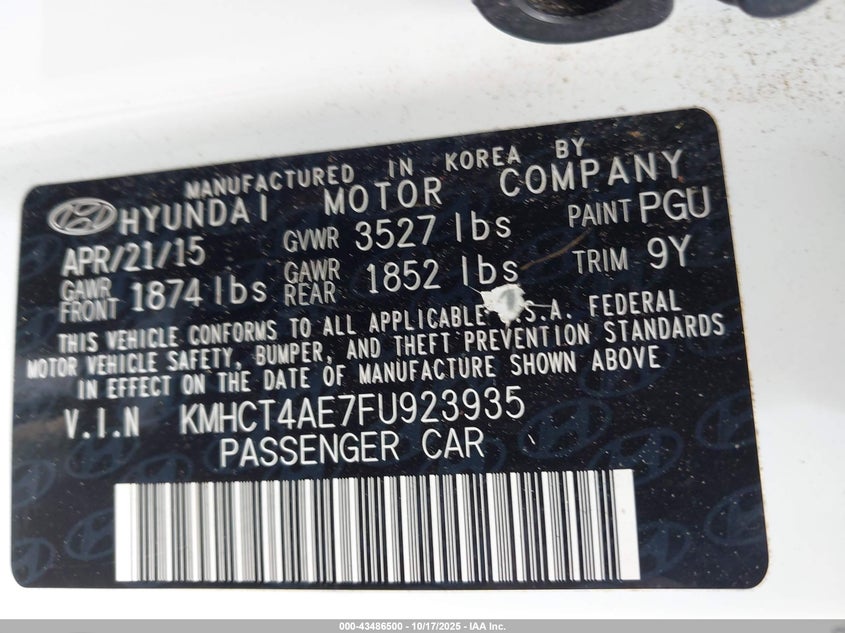 MANUFACTURED IN KOREA BY
HYUNDAI MOTOR COMPANY
APR/21/15 GVWR 3527 lbs PAINT PGU
GAWR FRONT 1874 lbs GAWR REAR 1852 lbs TRIM 9Y
THIS VEHICLE CONFORMS TO ALL APPLICABLE .S.A. FEDERAL
MOTOR VEHICLE SAFETY, BUMPER, AND THEFT PREVENTION STANDARDS
IN EFFECT ON THE DATE OF MANUFACTURE SHOWN ABOVE
V.I.N KMHCT4AE7FU923935
PASSENGER CAR
000-43486500 - 10/17/2025 - IAA Inc.